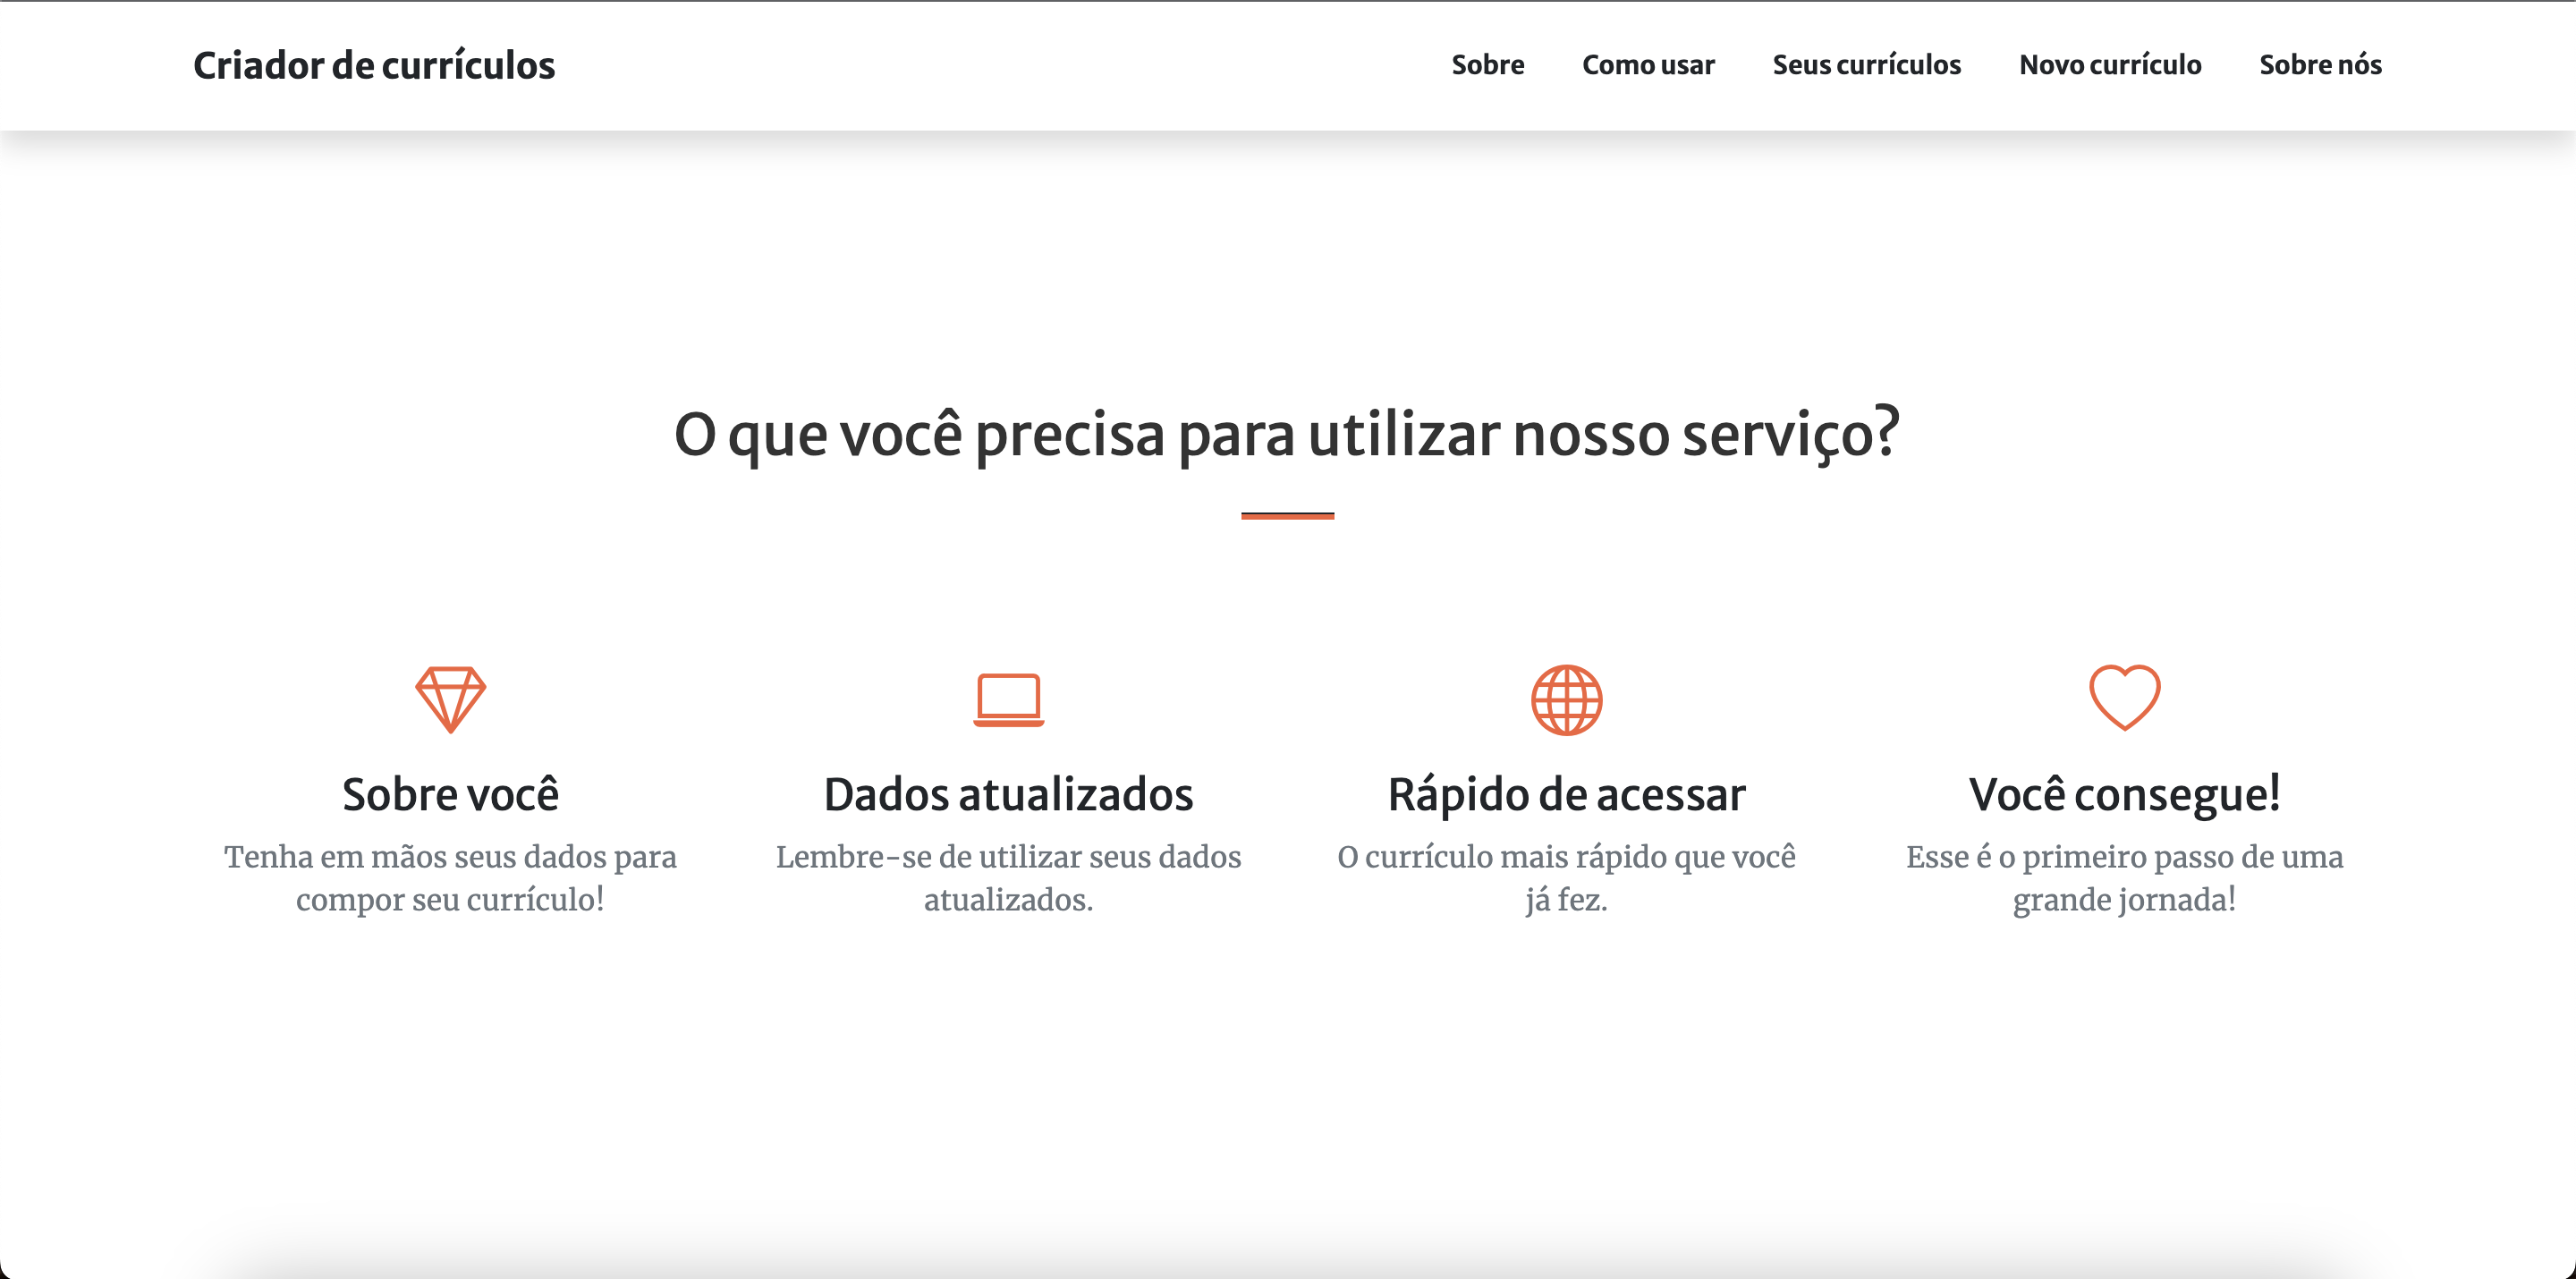 Criador de currículos
Sobre Como usar Seus currículos Novo currículo Sobre nós
O que você precisa para utilizar nosso serviço?
Sobre você
Tenha em mãos seus dados para
compor seu currículo!
Dados atualizados
Lembre-se de utilizar seus dados
atualizados.
Rápido de acessar
O currículo mais rápido que você
já fez.
Você consegue!
Esse é o primeiro passo de uma
grande jornada!